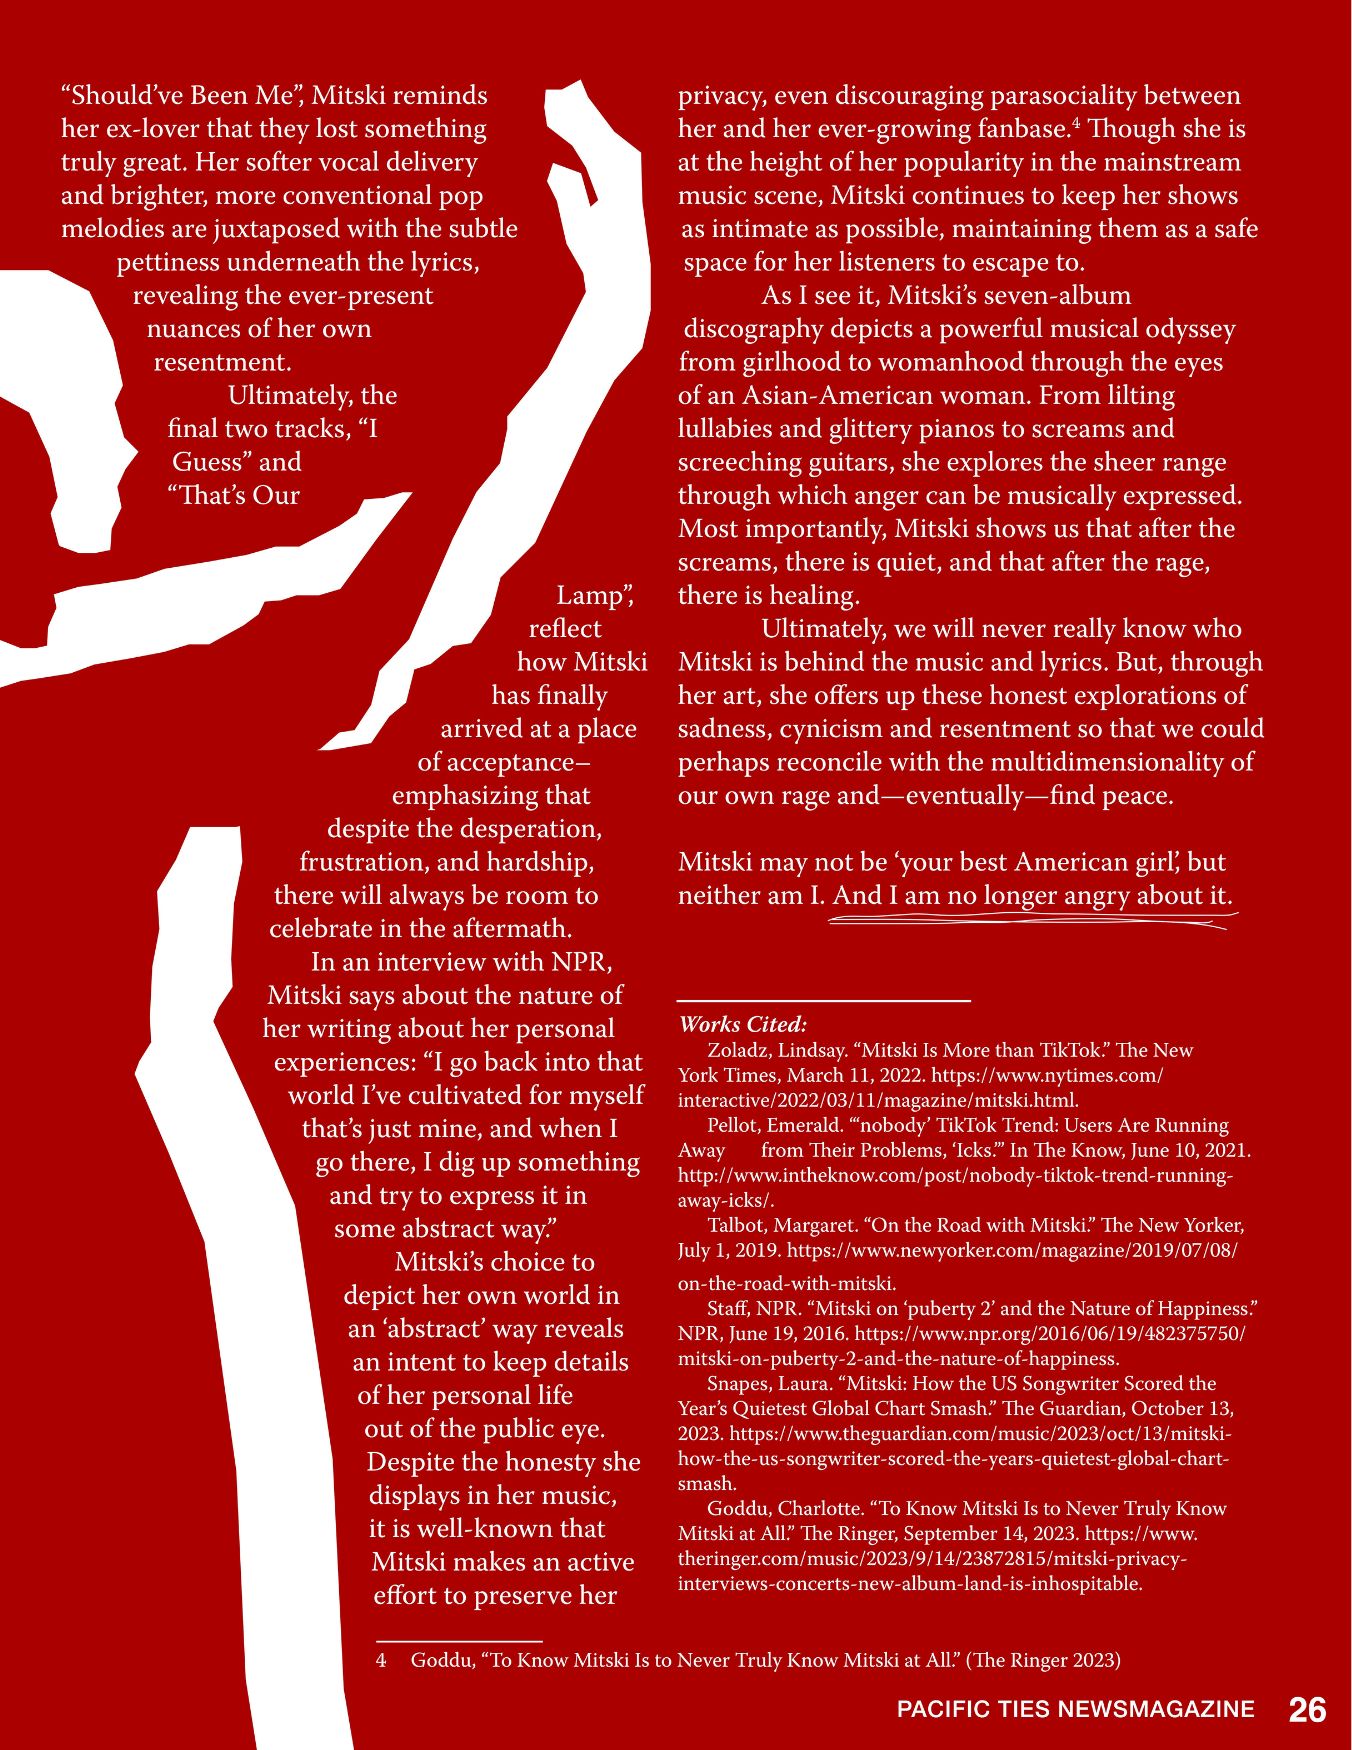 “Should’ve Been Me”, Mitski reminds
her ex-lover that they lost something
truly great. Her softer vocal delivery
and brighter, more conventional pop
melodies are juxtaposed with the subtle
pettiness underneath the lyrics,
revealing the ever-present
nuances of her own
resentment.
Ultimately, the
final two tracks, “I
Guess” and
“That’s Our
Lamp”,
reflect
how Mitski
has finally
arrived at a place
of acceptance–
emphasizing that
despite the desperation,
frustration, and hardship,
there will always be room to
celebrate in the aftermath.
In an interview with NPR,
Mitski says about the nature of
her writing about her personal
experiences: “I go back into that
world I’ve cultivated for myself
that’s just mine, and when I
go there, I dig up something
and try to express it in
some abstract way.”
Mitski’s choice to
depict her own world in
an ‘abstract’ way reveals
an intent to keep details
of her personal life
out of the public eye.
Despite the honesty she
displays in her music,
it is well-known that
Mitski makes an active
effort to preserve her
privacy, even discouraging parasociality between
her and her ever-growing fanbase.⁴ Though she is
at the height of her popularity in the mainstream
music scene, Mitski continues to keep her shows
as intimate as possible, maintaining them as a safe
space for her listeners to escape to.
As I see it, Mitski’s seven-album
discography depicts a powerful musical odyssey
from girlhood to womanhood through the eyes
of an Asian-American woman. From lilting
lullabies and glittery pianos to screams and
screeching guitars, she explores the sheer range
through which anger can be musically expressed.
Most importantly, Mitski shows us that after the
screams, there is quiet, and that after the rage,
there is healing.
Ultimately, we will never really know who
Mitski is behind the music and lyrics. But, through
her art, she offers up these honest explorations of
sadness, cynicism and resentment so that we could
perhaps reconcile with the multidimensionality of
our own rage and—eventually—find peace.
Mitski may not be ‘your best American girl’, but
neither am I. And I am no longer angry about it.
Works Cited:
Zoladz, Lindsay. “Mitski Is More than TikTok.” The New
York Times, March 11, 2022. https://www.nytimes.com/
interactive/2022/03/11/magazine/mitski.html.
Pellot, Emerald. “‘nobody’ TikTok Trend: Users Are Running
Away from Their Problems, ‘Icks.’” In The Know, June 10, 2021.
http://www.intheknow.com/post/nobody-tiktok-trend-running-
away-icks/.
Talbot, Margaret. “On the Road with Mitski.” The New Yorker,
July 1, 2019. https://www.newyorker.com/magazine/2019/07/08/
on-the-road-with-mitski.
Staff, NPR. “Mitski on ‘puberty 2’ and the Nature of Happiness.”
NPR, June 19, 2016. https://www.npr.org/2016/06/19/482375750/
mitski-on-puberty-2-and-the-nature-of-happiness.
Snapes, Laura. “Mitski: How the US Songwriter Scored the
Year’s Quietest Global Chart Smash.” The Guardian, October 13,
2023. https://www.theguardian.com/music/2023/oct/13/mitski-
how-the-us-songwriter-scored-the-years-quietest-global-chart-
smash.
Goddu, Charlotte. “To Know Mitski Is to Never Truly Know
Mitski at All.” The Ringer, September 14, 2023. https://www.
theringer.com/music/2023/9/14/23872815/mitski-privacy-
interviews-concerts-new-album-land-is-inhospitable.
4 Goddu, “To Know Mitski Is to Never Truly Know Mitski at All.” (The Ringer 2023)
PACIFIC TIES NEWSMAGAZINE 26